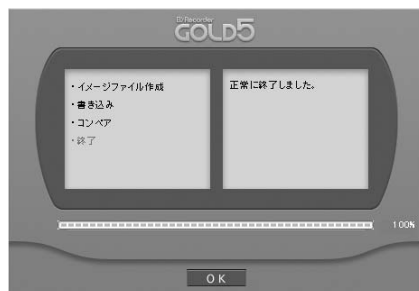 Recorder
GOLD5
・イメージファイル作成
・書き込み
・コンペア
・終了
正常に終了しました。
100%
OK